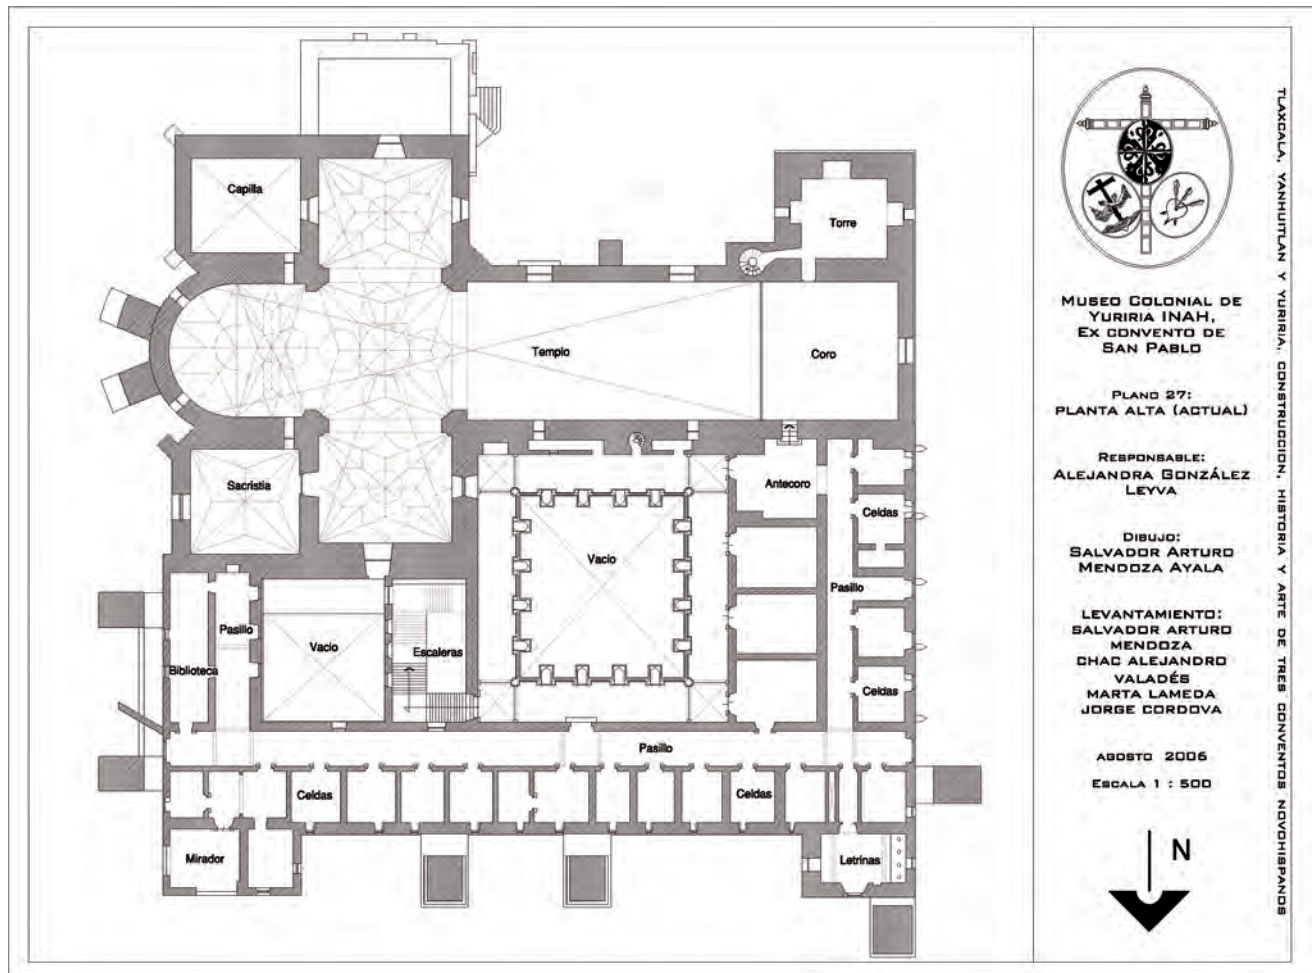 Capilla
Torre
Templo
Coro
Sacristía
Antecoro
Celdas
Vacio
Pasillo
Pasillo
Vacio
Escaleras
Biblioteca
Celdas
Pasillo
Celdas
Celdas
Mirador
Letrinas
MUSEO COLONIAL DE
YURIRIA INAH,
EX CONVENTO DE
SAN PABLO
PLANO 27:
PLANTA ALTA (ACTUAL)
RESPONSABLE:
ALEJANDRA GONZÁLEZ
LEYVA
DIBUJO:
SALVADOR ARTURO
MENDOZA AYALA
LEVANTAMIENTO:
SALVADOR ARTURO
MENDOZA
CHAC ALEJANDRO
VALADÉS
MARTA LAMEDA
JORGE CORDOVA
AGOSTO 2006
ESCALA 1 : 500
N
TLAXCALA, YANHUITLAN Y YURIRIA, CONSTRUCCION, HISTORIA Y ARTE DE TRES CONVENTOS NOVOHISPANOS